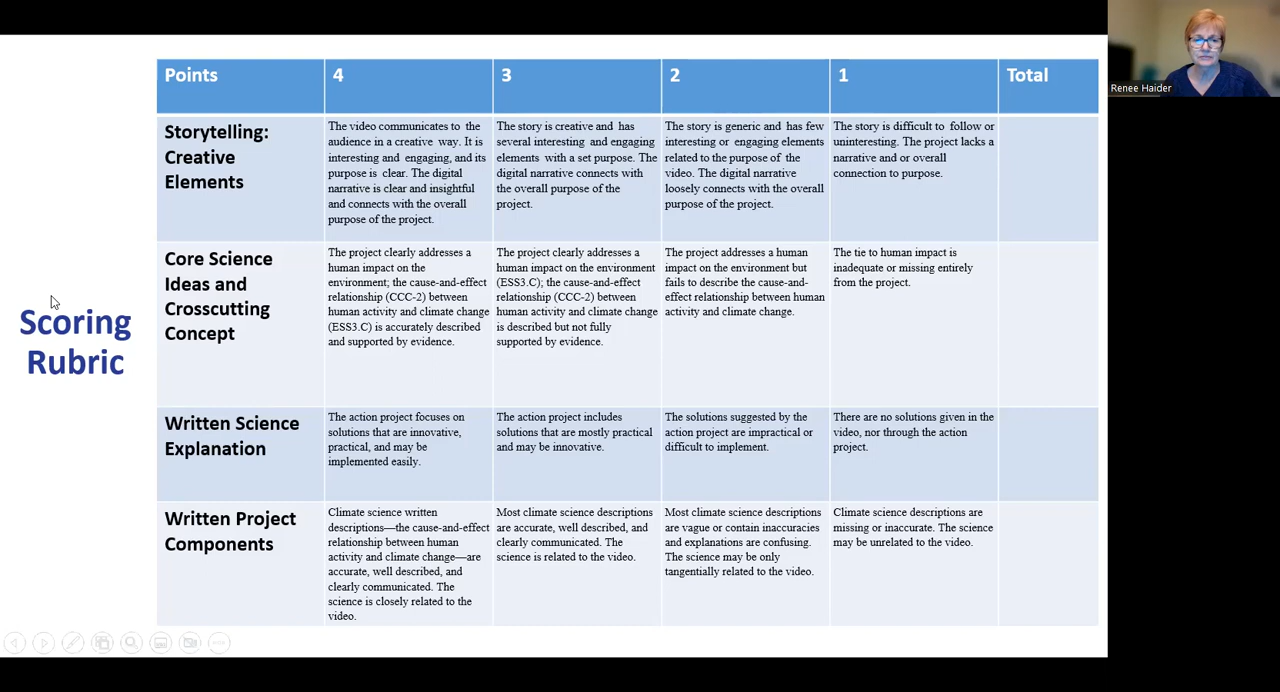 Points
4
3
2
1
Total
Storytelling:
Creative
Elements
The video communicates to the
audience in a creative way. It is
interesting and engaging, and its
purpose is clear. The digital
narrative is clear and insightful
and connects with the overall
purpose of the project.
The story is creative and has
several interesting and engaging
elements with a set purpose. The
digital narrative connects with
the overall purpose of the
project.
The story is generic and has few
interesting or engaging elements
related to the purpose of the
video. The digital narrative
loosely connects with the overall
purpose of the project.
The story is difficult to follow or
uninteresting. The project lacks a
narrative and or overall
connection to purpose.
Core Science
Ideas and
Crosscutting
Concept
The project clearly addresses a
human impact on the
environment; the cause-and-effect
relationship (CCC-2) between
human activity and climate change
(ESS3.C) is accurately described
and supported by evidence.
The project clearly addresses a
human impact on the environment
(ESS3.C); the cause-and-effect
relationship (CCC-2) between
human activity and climate change
is described but not fully
supported by evidence.
The project addresses a human
impact on the environment but
fails to describe the cause-and-
effect relationship between human
activity and climate change.
The tie to human impact is
inadequate or missing entirely
from the project.
Written Science
Explanation
The action project focuses on
solutions that are innovative,
practical, and may be
implemented easily.
The action project includes
solutions that are mostly practical
and may be innovative.
The solutions suggested by the
action project are impractical or
difficult to implement.
There are no solutions given in the
video, nor through the action
project.
Written Project
Components
Climate science written
descriptions—the cause-and-effect
relationship between human
activity and climate change—are
accurate, well described, and
clearly communicated. The
science is closely related to the
video.
Most climate science descriptions
are accurate, well described, and
clearly communicated. The
science is related to the video.
Most climate science descriptions
are vague or contain inaccuracies
and explanations are confusing.
The science may be only
tangentially related to the video.
Climate science descriptions are
missing or inaccurate. The science
may be unrelated to the video.
Scoring
Rubric
Renee Haider